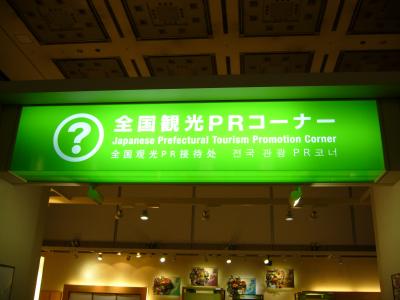 ?
全国観光PRコーナー
Japanese Prefectural Tourism Promotion Corner
全国观光PR接待处 전국 관광 PR코너